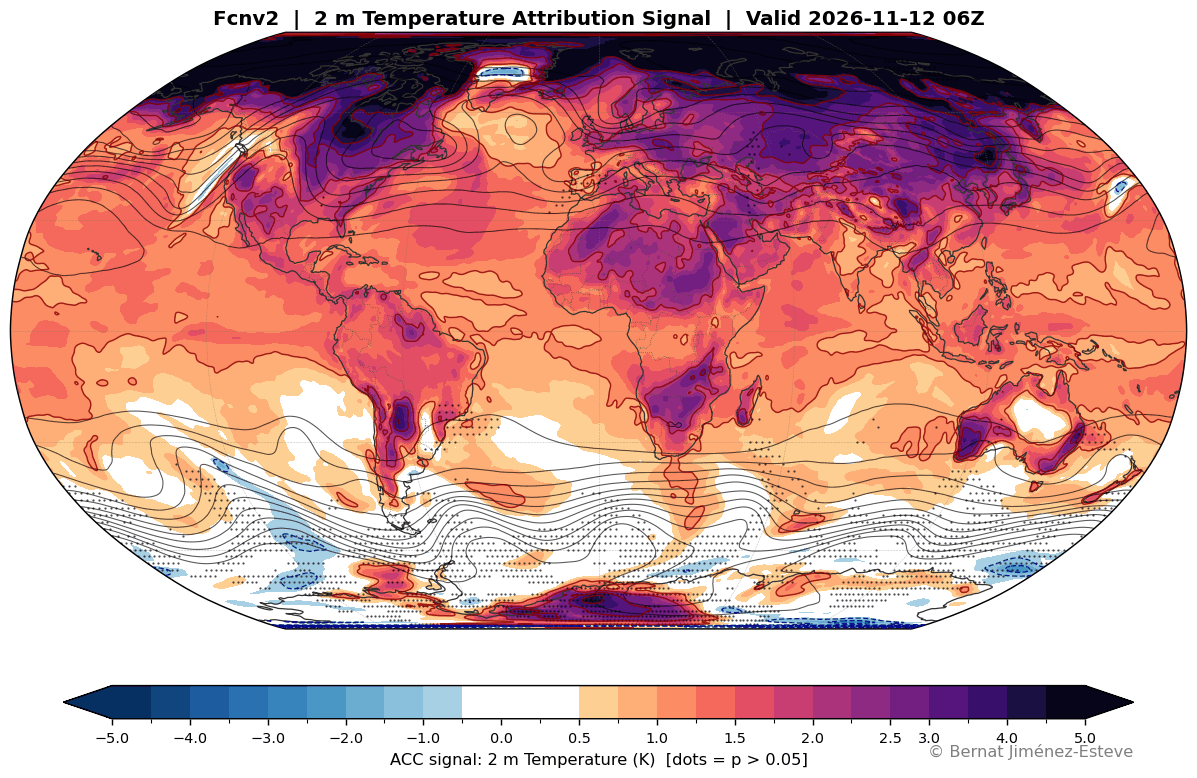 Fcnv2 | 2 m Temperature Attribution Signal | Valid 2026-11-12 06Z
−5.0 −4.0 −3.0 −2.0 −1.0 0.0 0.5 1.0 1.5 2.0 2.5 3.0 4.0 5.0
ACC signal: 2 m Temperature (K) [dots = p > 0.05]
© Bernat Jiménez-Esteve